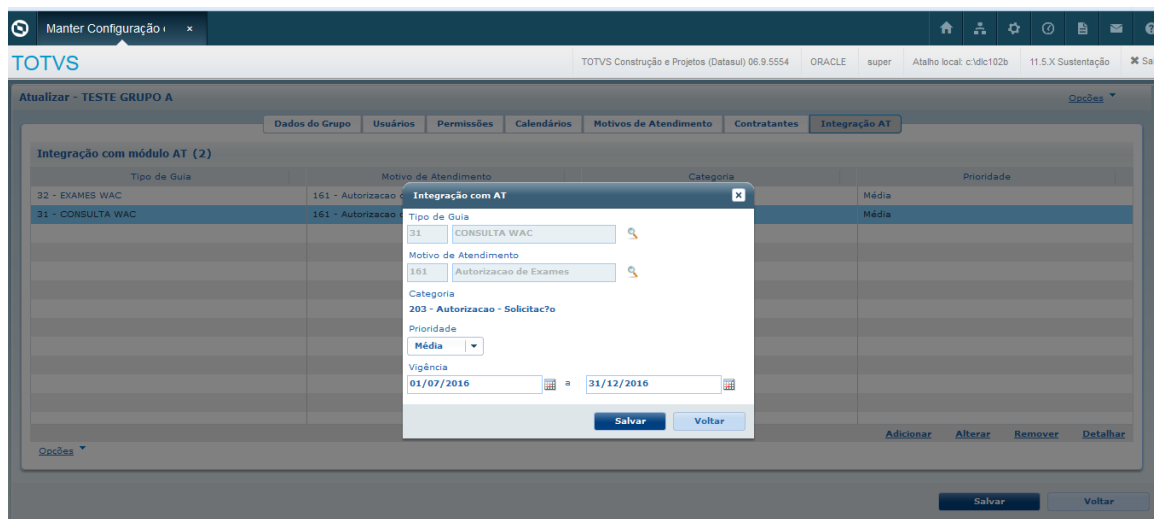 Manter Configuração ×
TOTVS
TOTVS Construção e Projetos (Datasul) 06.9.5554 ORACLE super Atalho local: c:\dlc102b 11.5.X Sustentação ✖ Sa
Atualizar - TESTE GRUPO A Opções
Dados do Grupo Usuários Permissões Calendários Motivos de Atendimento Contratantes Integração AT
Integração com módulo AT (2)
Tipo de Guia Motivo de Atendimento Categoria Prioridade
32 - EXAMES WAC 161 - Autorizacao Média
31 - CONSULTA WAC 161 - Autorizacao Média
Integração com AT
Tipo de Guia
31 CONSULTA WAC
Motivo de Atendimento
161 Autorizacao de Exames
Categoria
203 - Autorizacao - Solicitac?o
Prioridade
Média
Vigência
01/07/2016 a 31/12/2016
Salvar Voltar
Adicionar Alterar Remover Detalhar
Opções
Salvar Voltar